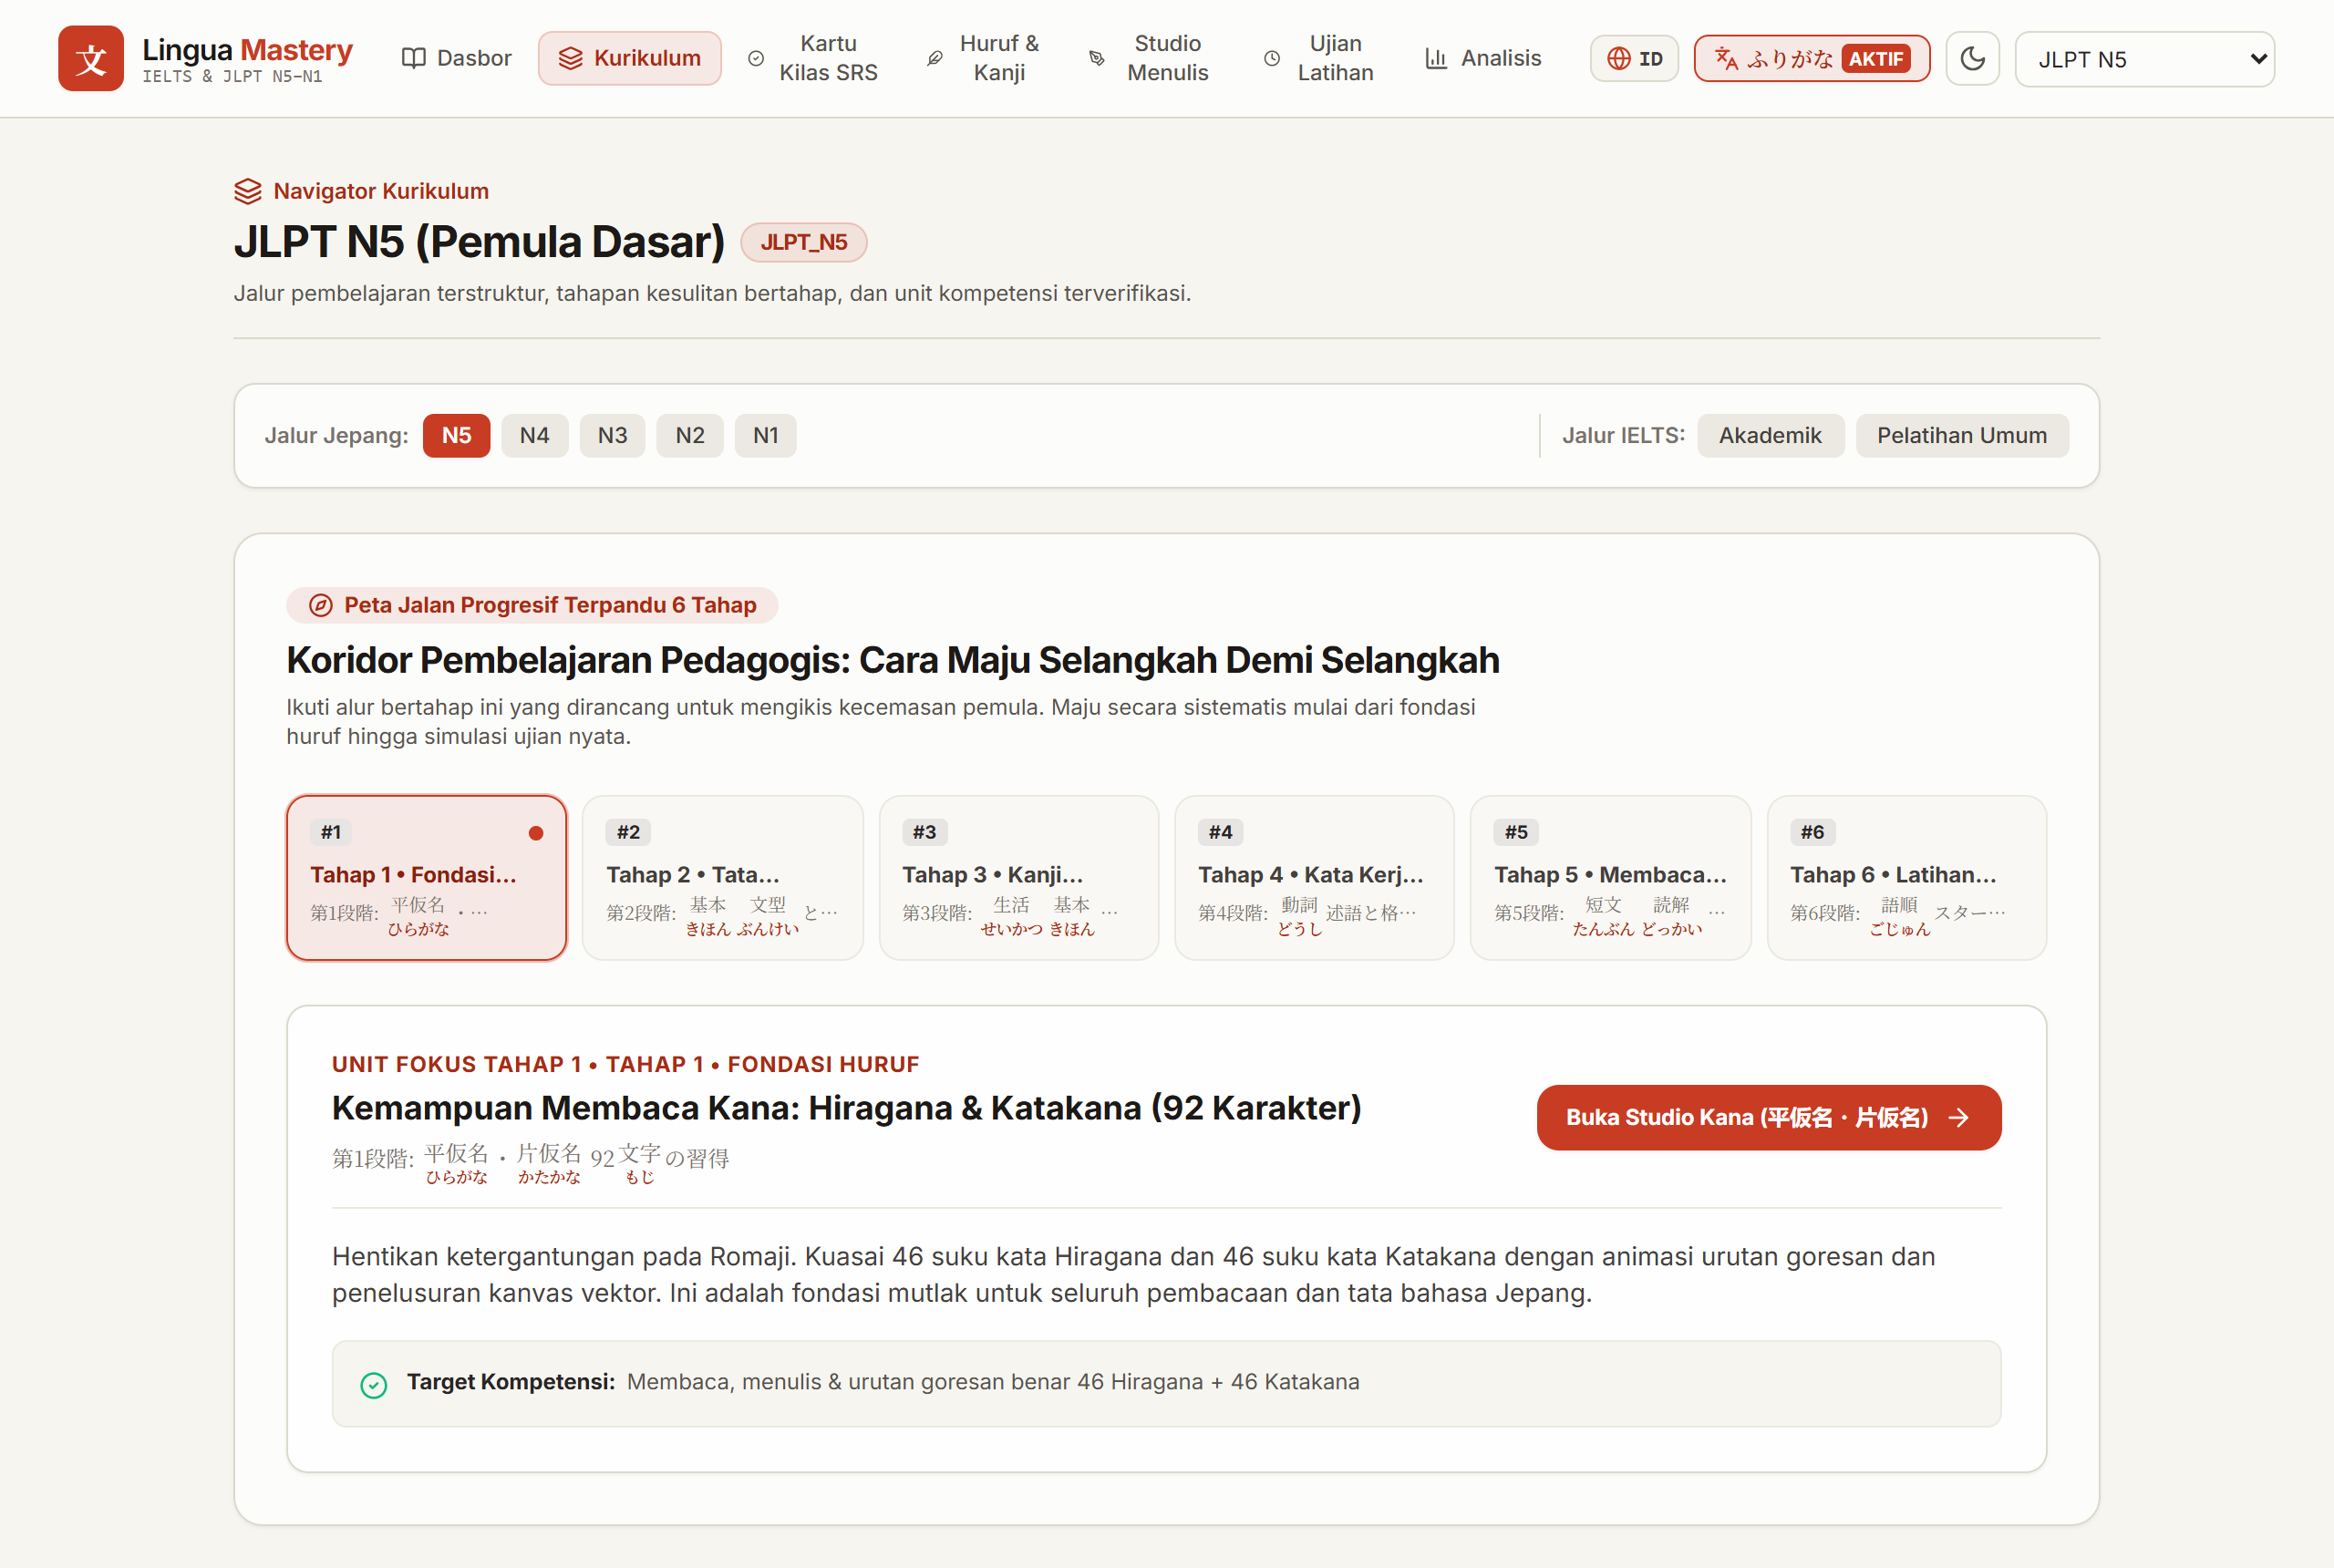 文
Lingua Mastery
IELTS & JLPT N5–N1
Dasbor
Kurikulum
Kartu
Kilas SRS
Huruf &
Kanji
Studio
Menulis
Ujian
Latihan
Analisis
ID
ふりがな AKTIF
JLPT N5
Navigator Kurikulum
JLPT N5 (Pemula Dasar) JLPT_N5
Jalur pembelajaran terstruktur, tahapan kesulitan bertahap, dan unit kompetensi terverifikasi.
Jalur Jepang: N5 N4 N3 N2 N1
Jalur IELTS: Akademik Pelatihan Umum
Peta Jalan Progresif Terpandu 6 Tahap
Koridor Pembelajaran Pedagogis: Cara Maju Selangkah Demi Selangkah
Ikuti alur bertahap ini yang dirancang untuk mengikis kecemasan pemula. Maju secara sistematis mulai dari fondasi
huruf hingga simulasi ujian nyata.
#1
Tahap 1 • Fondasi...
第1段階: 平仮名 ・…
ひらがな
#2
Tahap 2 • Tata...
第2段階: 基本 文型 と…
きほん ぶんけい
#3
Tahap 3 • Kanji...
第3段階: 生活 基本 …
せいかつ きほん
#4
Tahap 4 • Kata Kerj...
第4段階: 動詞 述語と格…
どうし
#5
Tahap 5 • Membaca...
第5段階: 短文 読解 …
たんぶん どっかい
#6
Tahap 6 • Latihan...
第6段階: 語順 スター…
ごじゅん
UNIT FOKUS TAHAP 1 • TAHAP 1 • FONDASI HURUF
Kemampuan Membaca Kana: Hiragana & Katakana (92 Karakter)
第1段階: 平仮名 ・ 片仮名 92 文字 の習得
ひらがな かたかな もじ
Buka Studio Kana (平仮名・片仮名)
Hentikan ketergantungan pada Romaji. Kuasai 46 suku kata Hiragana dan 46 suku kata Katakana dengan animasi urutan goresan dan
penelusuran kanvas vektor. Ini adalah fondasi mutlak untuk seluruh pembacaan dan tata bahasa Jepang.
Target Kompetensi: Membaca, menulis & urutan goresan benar 46 Hiragana + 46 Katakana